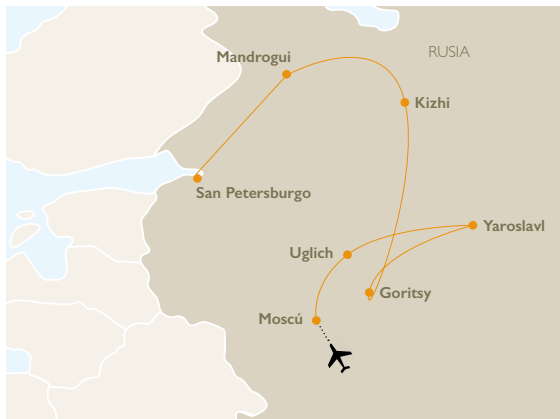 RUSIA
Mandrogui
Kizhi
San Petersburgo
Yaroslavl
Uglich
Goritsy
Moscú